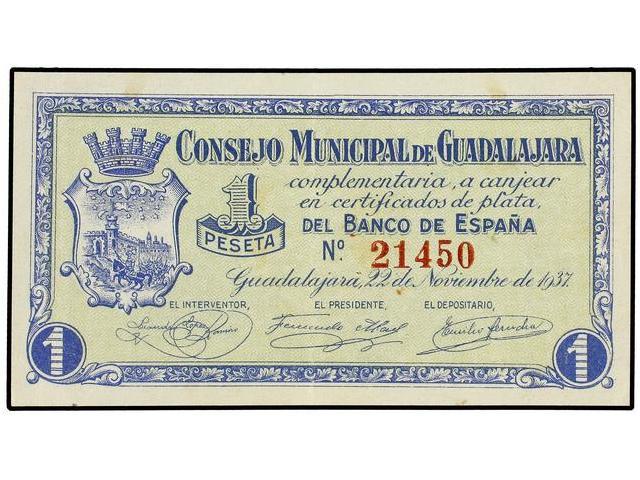 CONSEJO MUNICIPAL DE GUADALAJARA
1
PESETA
complementaria, a canjear
en certificados de plata,
DEL BANCO DE ESPAÑA
Nº. 21450
Guadalajara, 22 de Noviembre de 1937.
EL INTERVENTOR, EL PRESIDENTE, EL DEPOSITARIO,
1 1